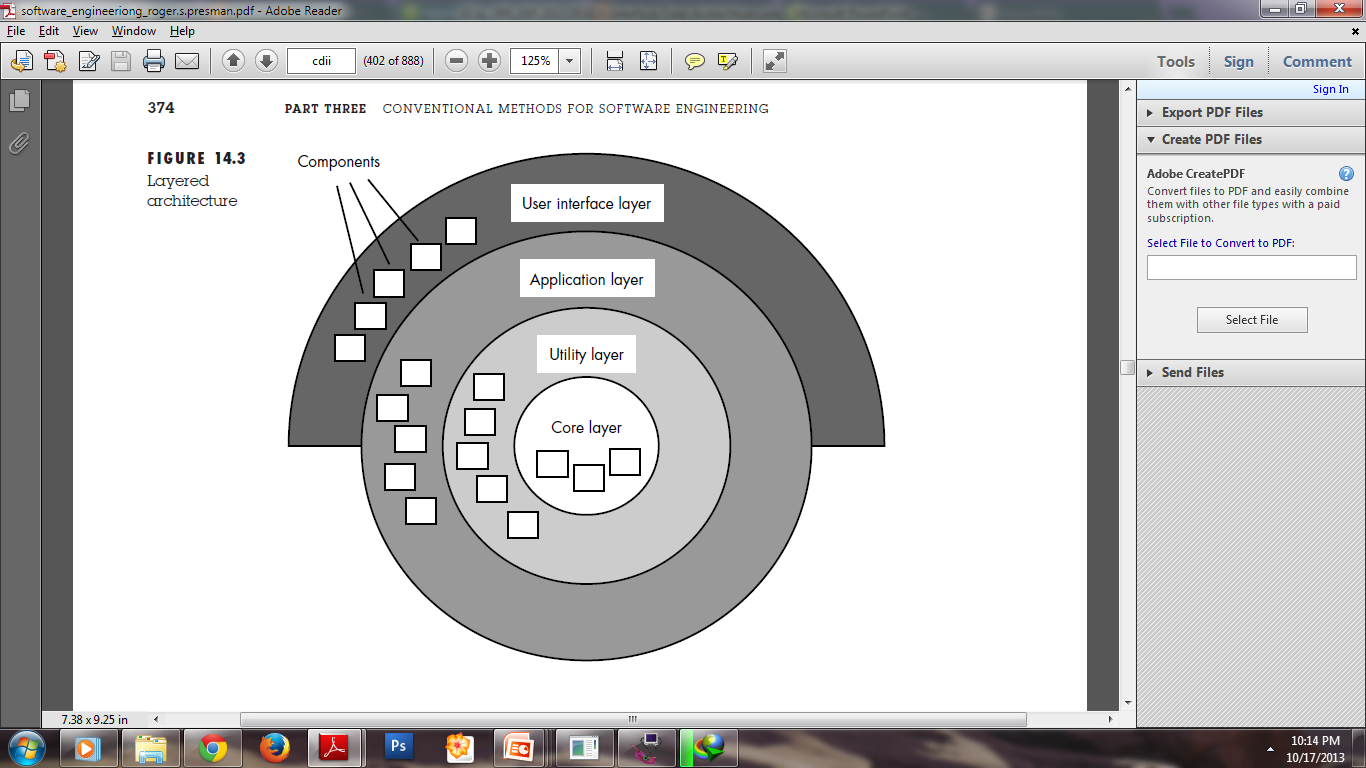 software_engineeriong_roger.s.presman.pdf - Adobe Reader
File Edit View Window Help
cdii (402 of 888) 125% Tools Sign Comment
Sign In
Export PDF Files
Create PDF Files
Adobe CreatePDF
Convert files to PDF and easily combine
them with other file types with a paid
subscription.
Select File to Convert to PDF:
Select File
Send Files
374 PART THREE CONVENTIONAL METHODS FOR SOFTWARE ENGINEERING
FIGURE 14.3
Layered
architecture
Components
User interface layer
Application layer
Utility layer
Core layer
7.38 x 9.25 in
Ps
10:14 PM
10/17/2013